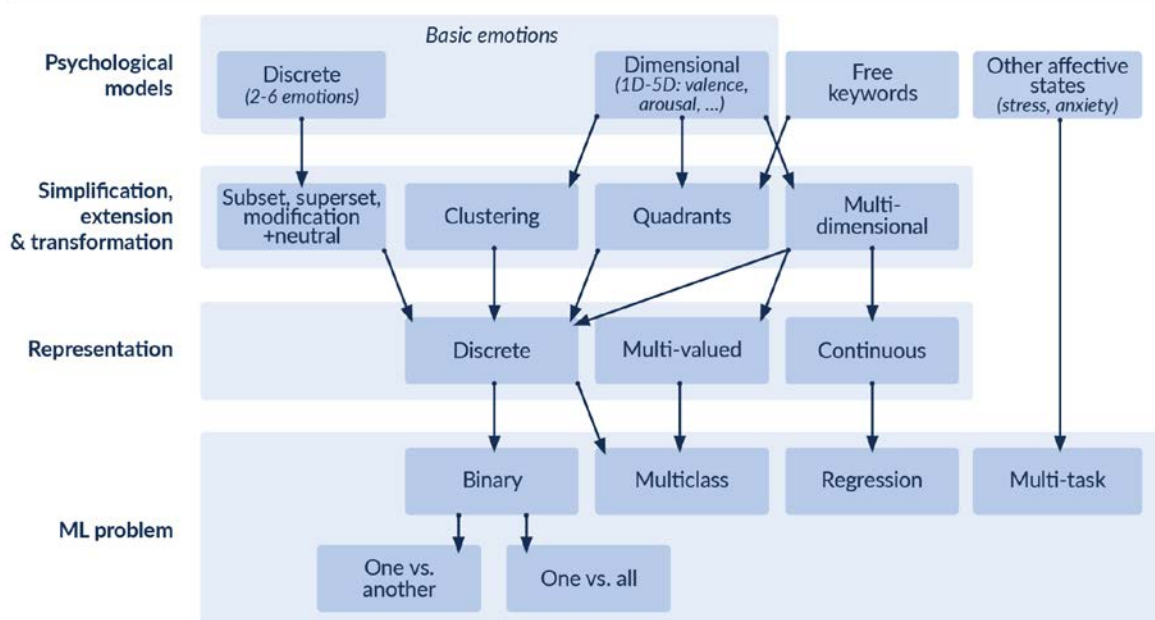 Basic emotions
Psychological
models
Discrete
(2-6 emotions)
Dimensional
(1D-5D: valence,
arousal, ...)
Free
keywords
Other affective
states
(stress, anxiety)
Simplification,
extension
& transformation
Subset, superset,
modification
+neutral
Clustering
Quadrants
Multi-
dimensional
Representation
Discrete
Multi-valued
Continuous
ML problem
Binary
Multiclass
Regression
Multi-task
One vs.
another
One vs. all